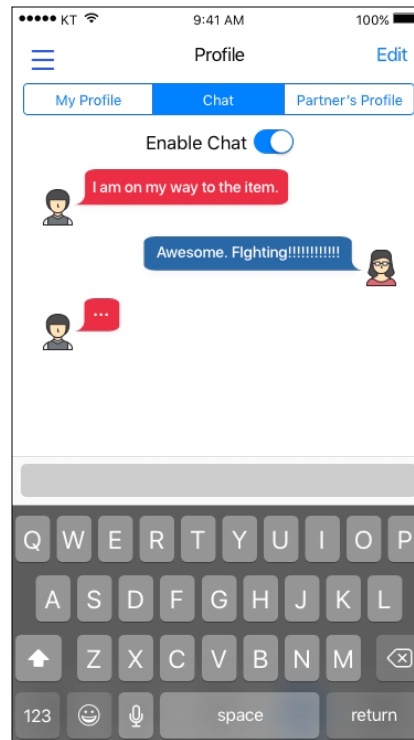 KT 9:41 AM 100%
Profile Edit
My Profile Chat Partner's Profile
Enable Chat
I am on my way to the item.
Awesome. FIghting!!!!!!!!!!!!
...
Q W E R T Y U I O P
A S D F G H J K L
Z X C V B N M
123 space return